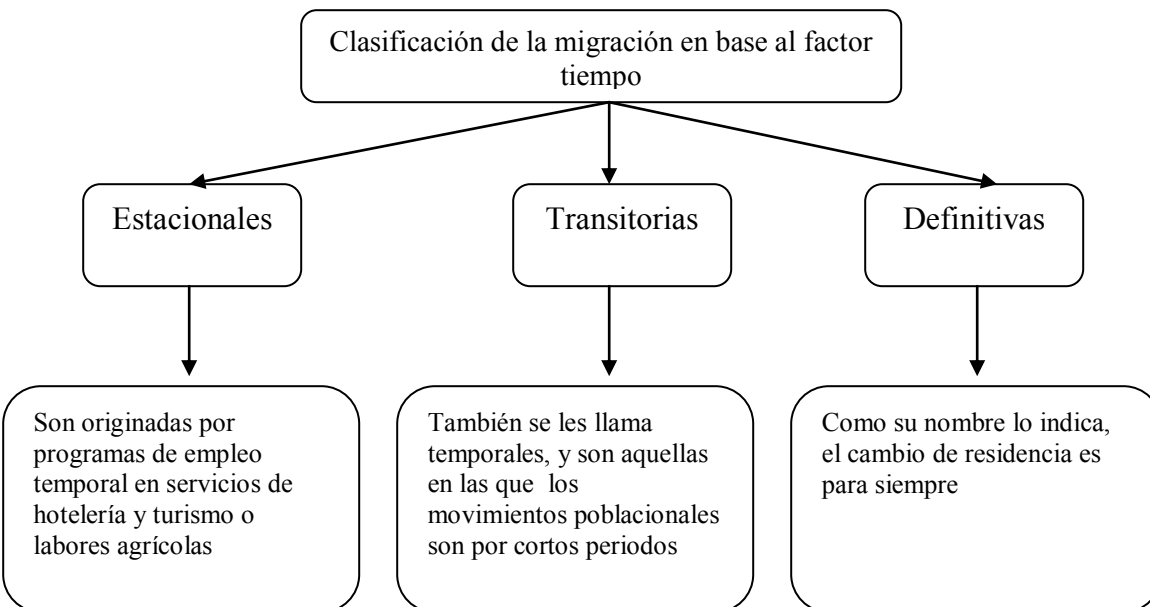 Clasificación de la migración en base al factor
tiempo
Estacionales
Transitorias
Definitivas
Son originadas por
programas de empleo
temporal en servicios de
hotelería y turismo o
labores agrícolas
También se les llama
temporales, y son aquellas
en las que los
movimientos poblacionales
son por cortos periodos
Como su nombre lo indica,
el cambio de residencia es
para siempre